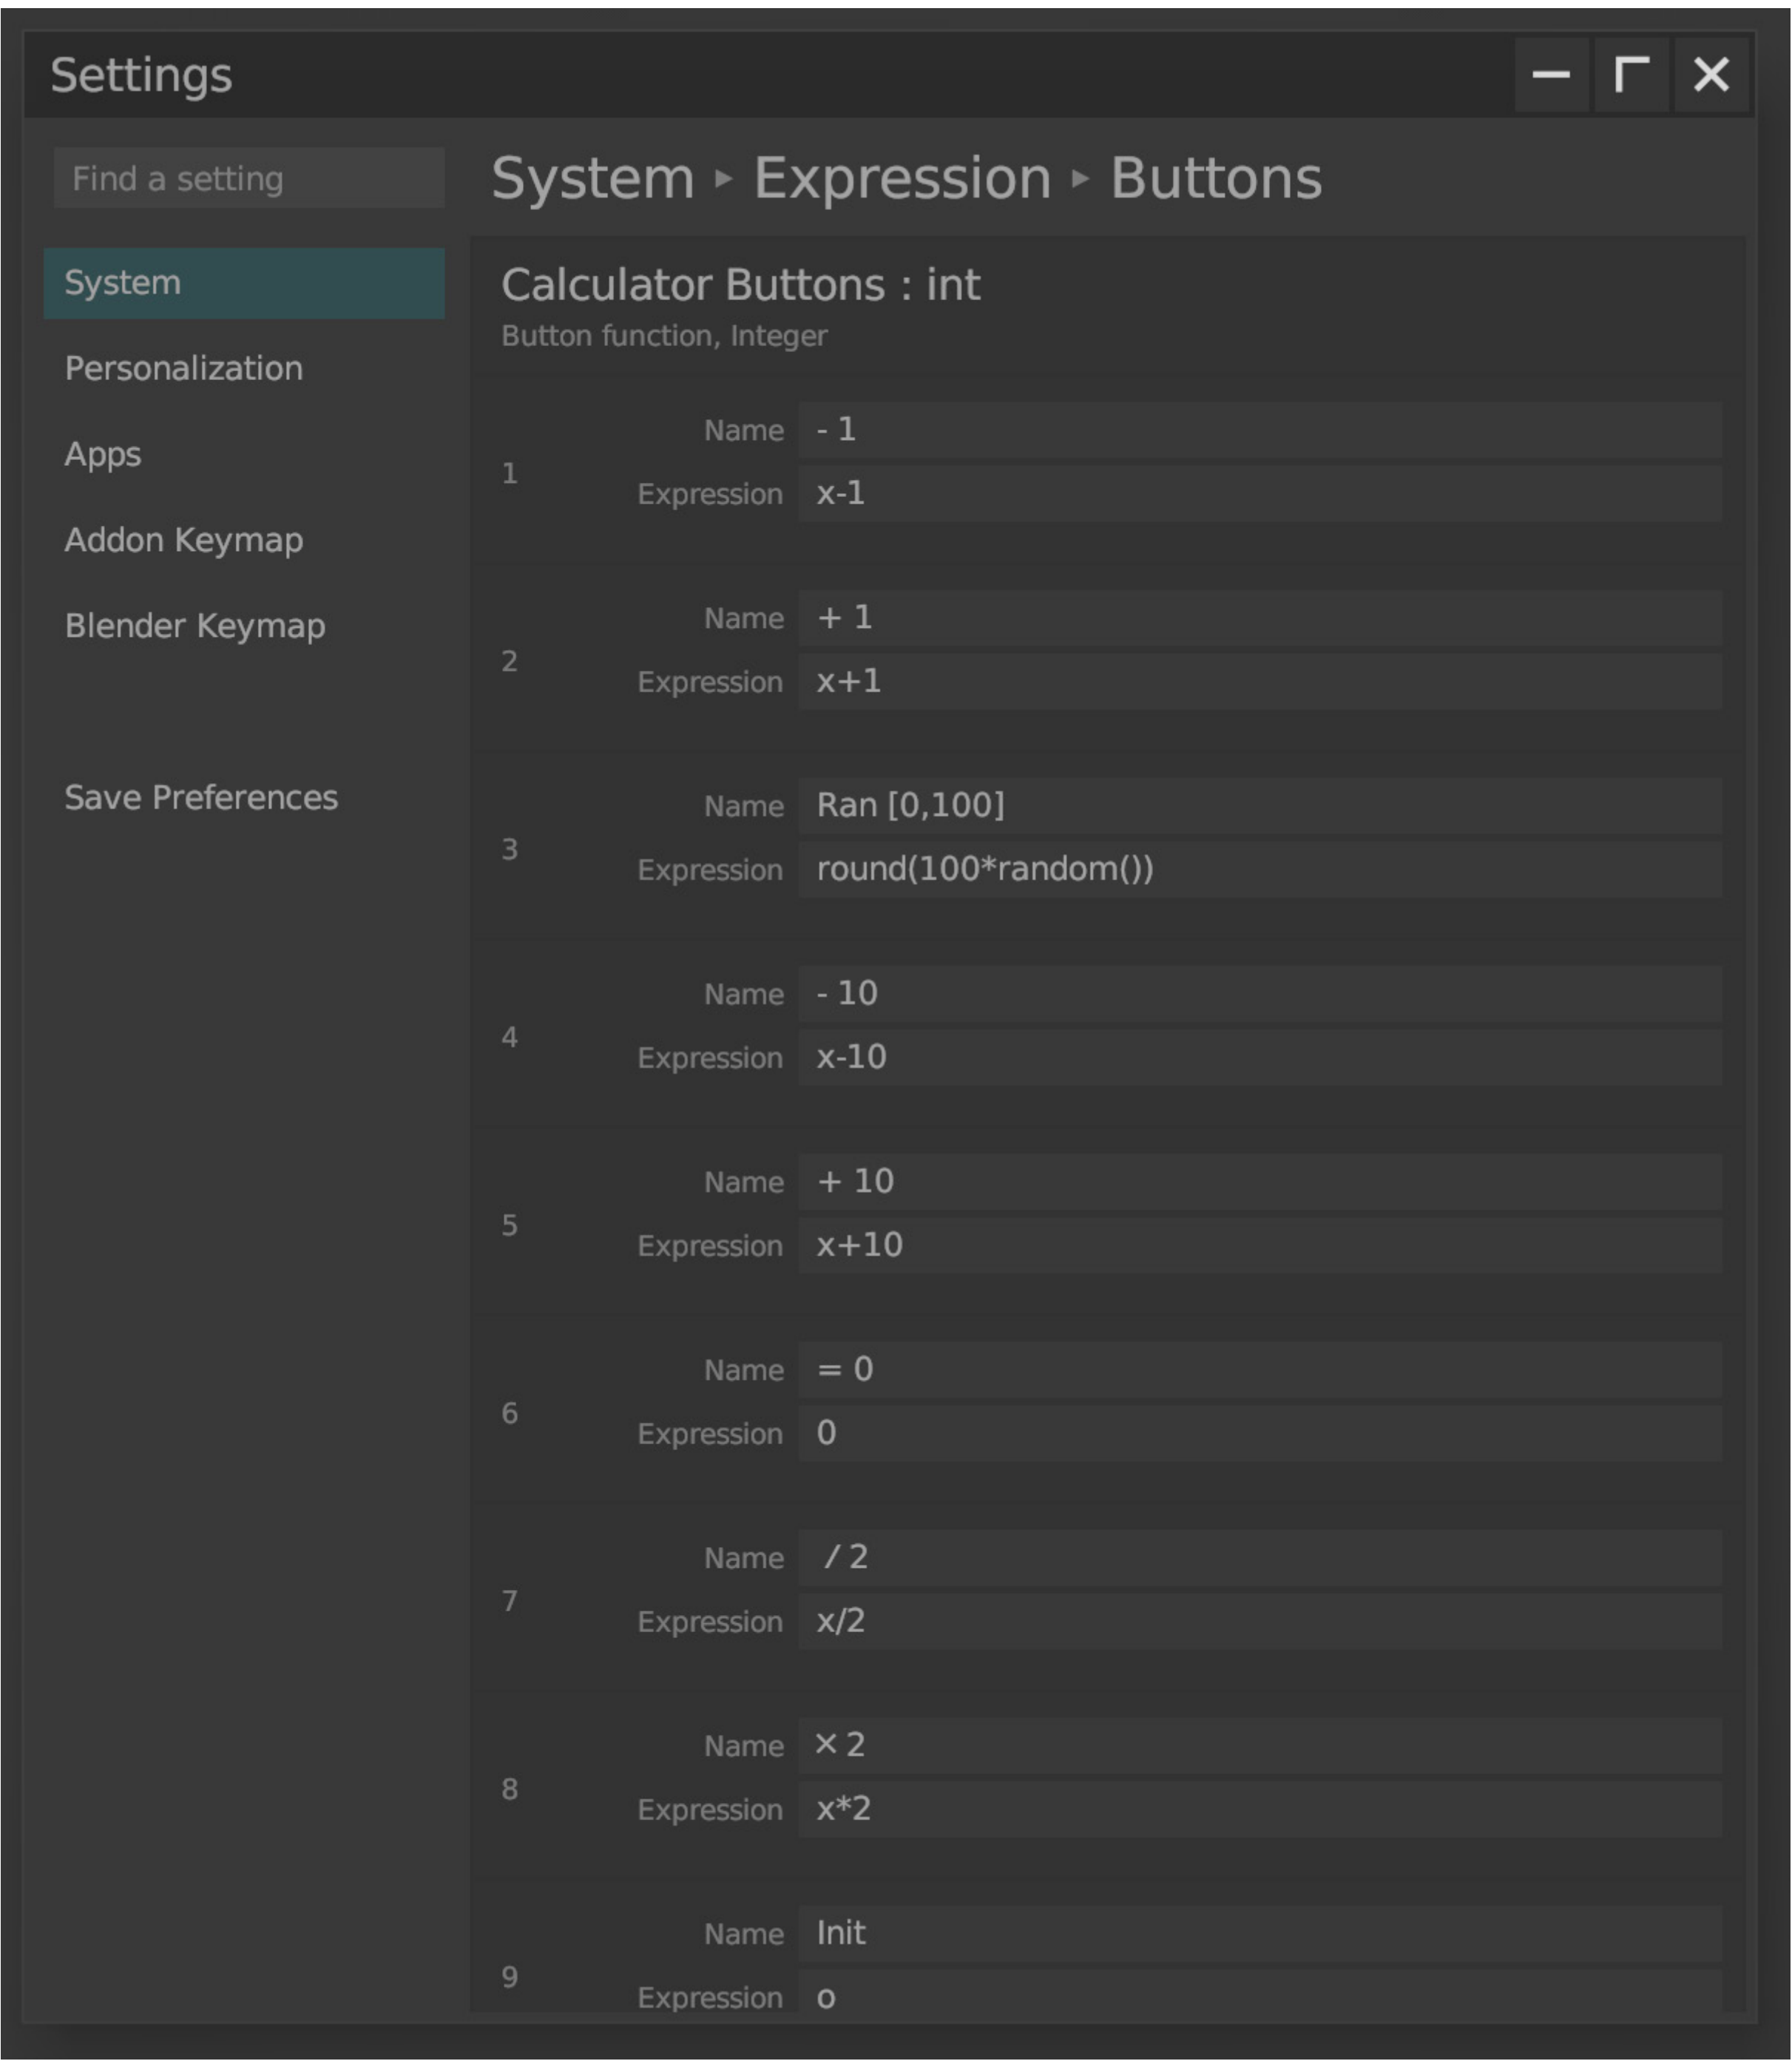 Settings
Find a setting
System
Personalization
Apps
Addon Keymap
Blender Keymap
Save Preferences
System ▸ Expression ▸ Buttons
Calculator Buttons : int
Button function, Integer
1
Name - 1
Expression x-1
2
Name + 1
Expression x+1
3
Name Ran [0,100]
Expression round(100*random())
4
Name - 10
Expression x-10
5
Name + 10
Expression x+10
6
Name = 0
Expression 0
7
Name / 2
Expression x/2
8
Name × 2
Expression x*2
9
Name Init
Expression o